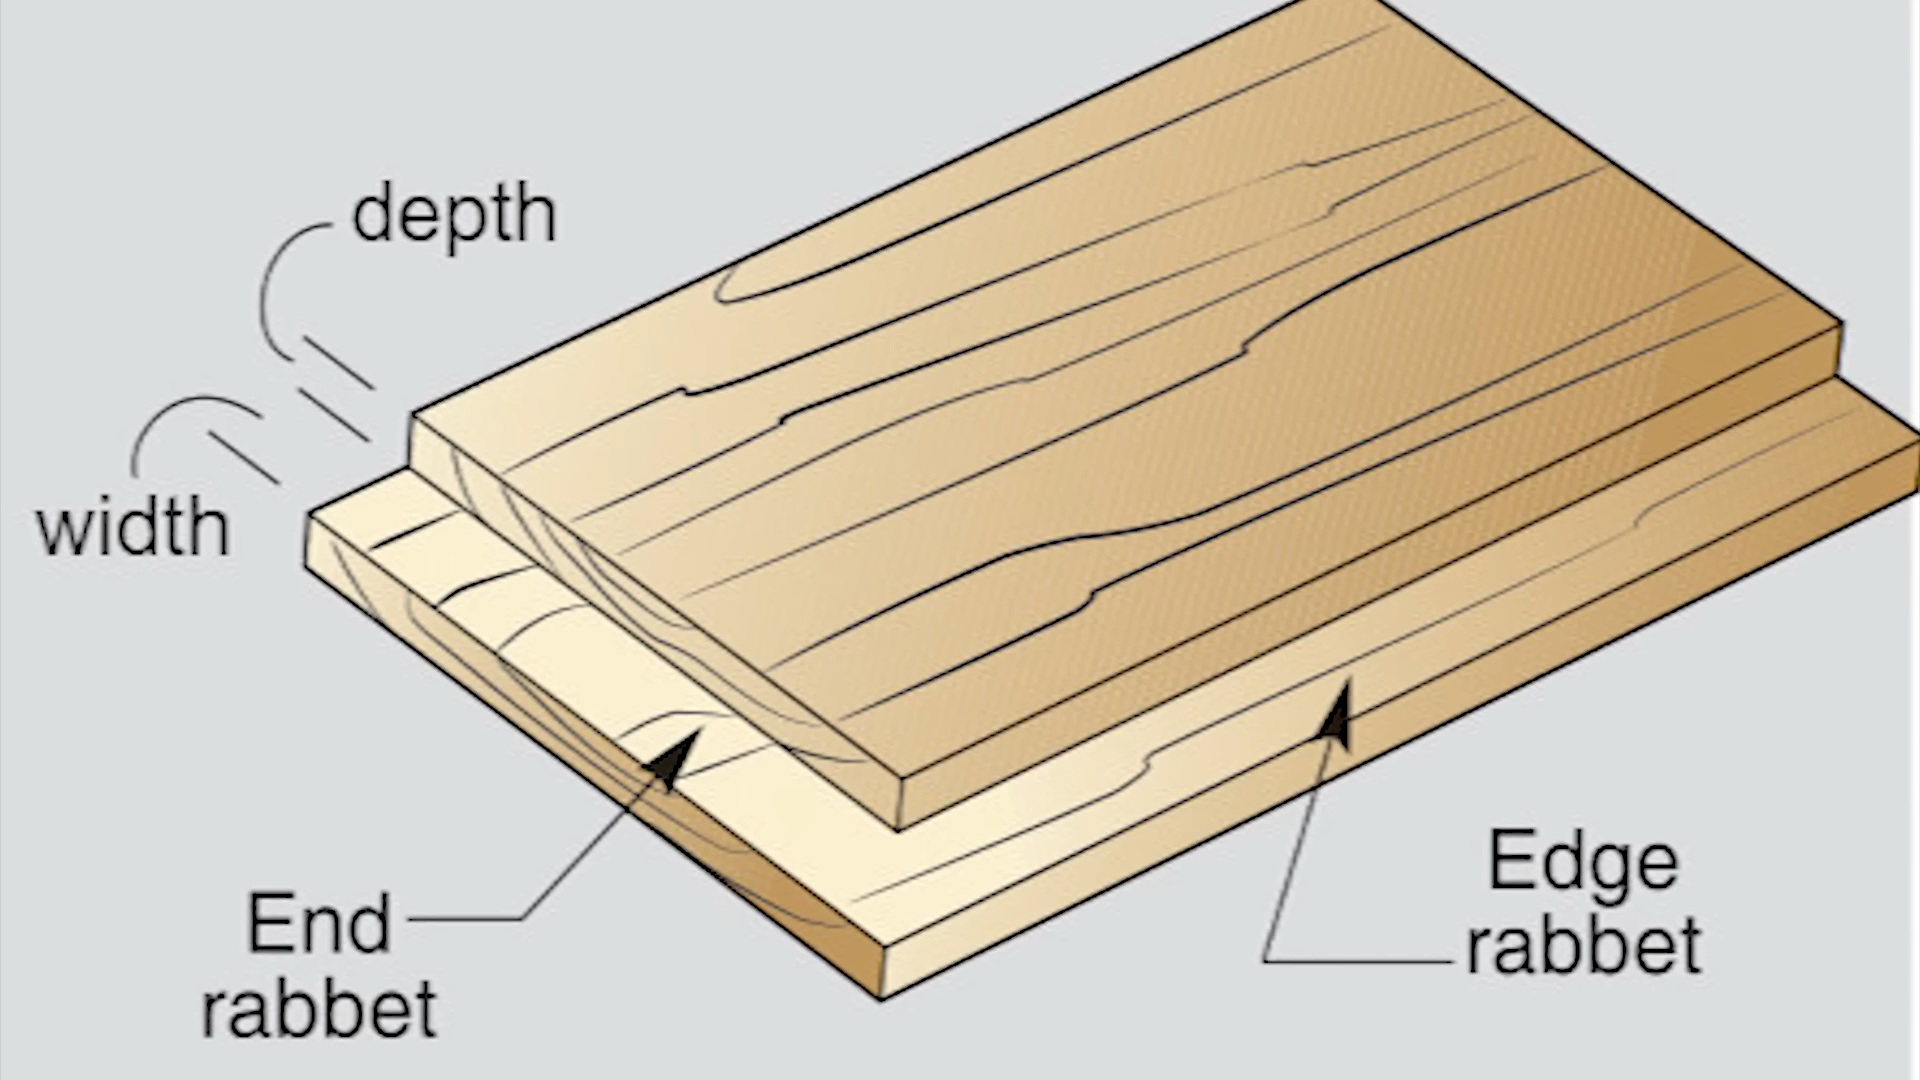 depth
width
End
rabbet
Edge
rabbet